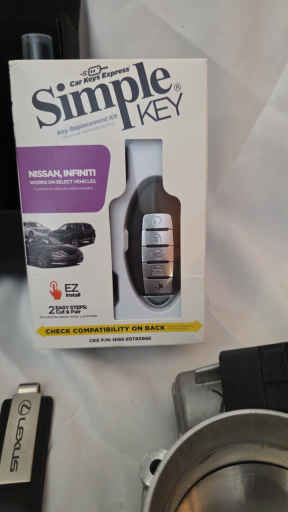 Car Keys Express®
Simple®
KEY
Key Replacement Kit
NISSAN, INFINITI
WORKS ON SELECT VEHICLES
EZ
Install
2 EASY STEPS:
Cut & Pair
CHECK COMPATIBILITY ON BACK
LEXUS